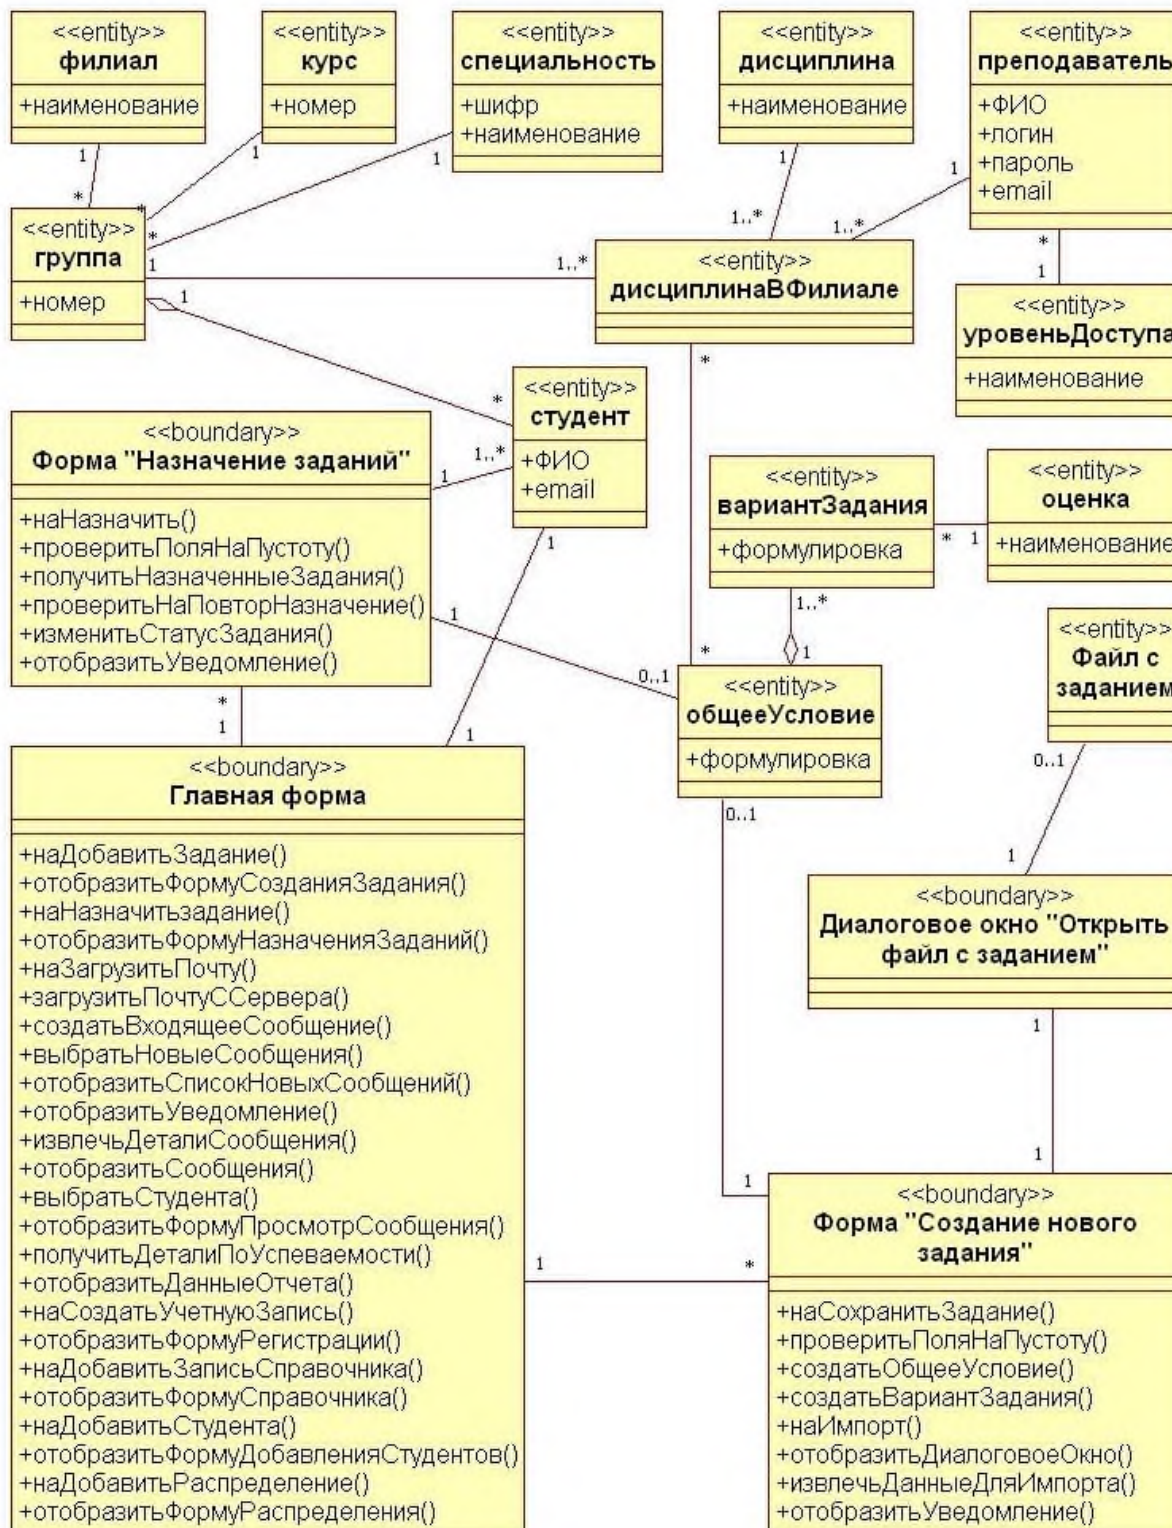 <<entity>>
филиал
+наименование
<<entity>>
курс
+номер
<<entity>>
специальность
+шифр
+наименование
<<entity>>
дисциплина
+наименование
<<entity>>
преподаватель
+ФИО
+логин
+пароль
+email
1
1
1
1
1
*
*
*
1..*
1..*
<<entity>>
группа
+номер
1
1..*
1
<<entity>>
дисциплинаВФилиале
*
1
<<entity>>
уровеньДоступа
+наименование
*
*
<<entity>>
студент
+ФИО
+email
<<boundary>>
Форма "Назначение заданий"
+наНазначить()
+проверитьПоляНаПустоту()
+получитьНазначенныеЗадания()
+проверитьНаПовторНазначение()
+изменитьСтатусЗадания()
+отобразитьУведомление()
1
1..*
1
<<entity>>
вариантЗадания
+формулировка
*
1
<<entity>>
оценка
+наименование
1..*
1
1
0..1
*
<<entity>>
общееУсловие
+формулировка
<<entity>>
Файл с
заданием
*
1
1
0..1
0..1
1
<<boundary>>
Главная форма
+наДобавитьЗадание()
+отобразитьФормуСозданияЗадания()
+наНазначитьзадание()
+отобразитьФормуНазначенияЗаданий()
+наЗагрузитьПочту()
+загрузитьПочтуССервера()
+создатьВходящееСообщение()
+выбратьНовыеСообщения()
+отобразитьСписокНовыхСообщений()
+отобразитьУведомление()
+извлечьДеталиСообщения()
+отобразитьСообщения()
+выбратьСтудента()
+отобразитьФормуПросмотрСообщения()
+получитьДеталиПоУспеваемости()
+отобразитьДанныеОтчета()
+наСоздатьУчетнуюЗапись()
+отобразитьФормуРегистрации()
+наДобавитьЗаписьСправочника()
+отобразитьФормуСправочника()
+наДобавитьСтудента()
+отобразитьФормуДобавленияСтудентов()
+наДобавитьРаспределение()
+отобразитьФормуРаспределения()
<<boundary>>
Диалоговое окно "Открыть
файл с заданием"
1
1
1
1
*
<<boundary>>
Форма "Создание нового
задания"
+наСохранитьЗадание()
+проверитьПоляНаПустоту()
+создатьОбщееУсловие()
+создатьВариантЗадания()
+наИмпорт()
+отобразитьДиалоговоеОкно()
+извлечьДанныеДляИмпорта()
+отобразитьУведомление()